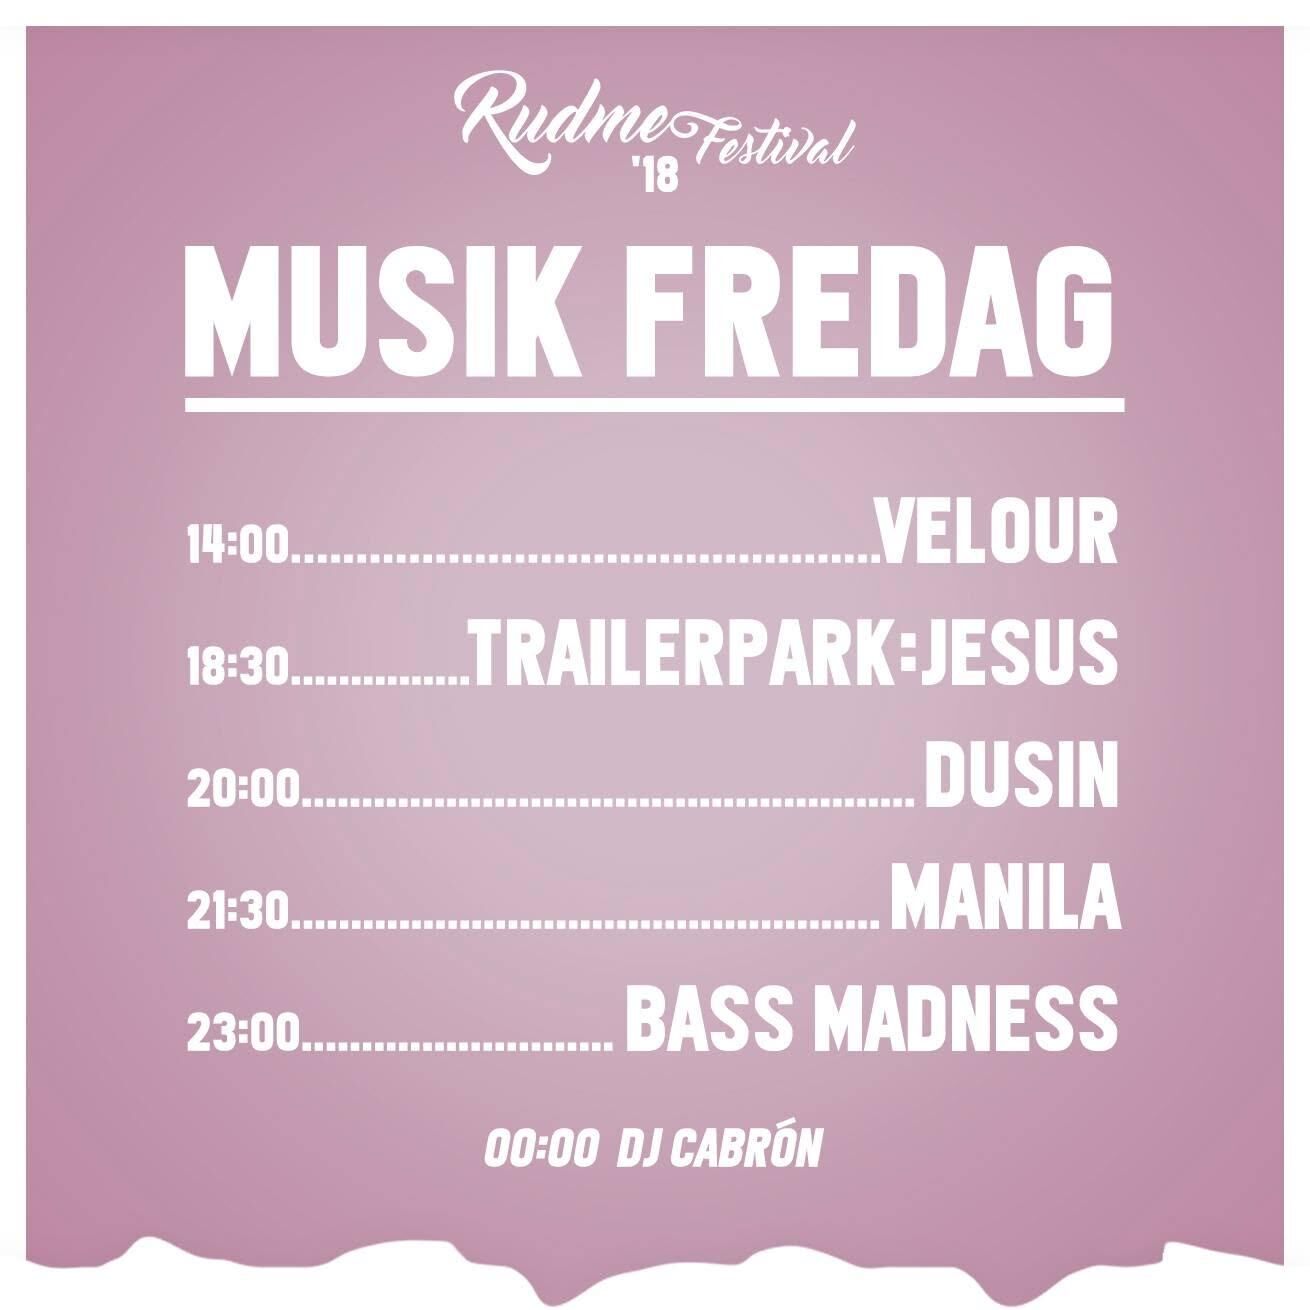 Rudme Festival
'18
MUSIK FREDAG
14:00.............................................VELOUR
18:30..............TRAILERPARK:JESUS
20:00............................................... DUSIN
21:30............................................. MANILA
23:00........................ BASS MADNESS
00:00 DJ CABRÓN